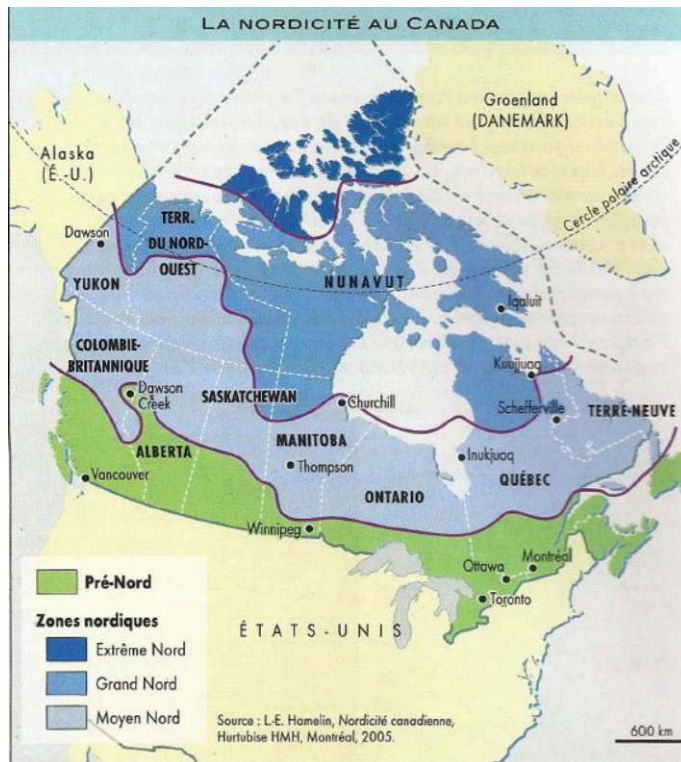 LA NORDICITÉ AU CANADA
Groenland
(DANEMARK)
Alaska
(É.-U.)
Cercle polaire arctique
TERR.
DU NORD-
OUEST
Dawson
YUKON
NUNAVUT
Iqaluit
COLOMBIE-
BRITANNIQUE
Kuujjuaq
Dawson
Creek
SASKATCHEWAN
Churchill
Schefferville
TERRE-NEUVE
MANITOBA
ALBERTA
Inukjuaq
Thompson
QUÉBEC
Vancouver
ONTARIO
Winnipeg
Montréal
Ottawa
Toronto
Pré-Nord
Zones nordiques
ÉTATS-UNIS
Extrême Nord
Grand Nord
Moyen Nord
Source : L.-E. Hamelin, Nordicité canadienne,
Hurtubise HMH, Montréal, 2005.
600 km